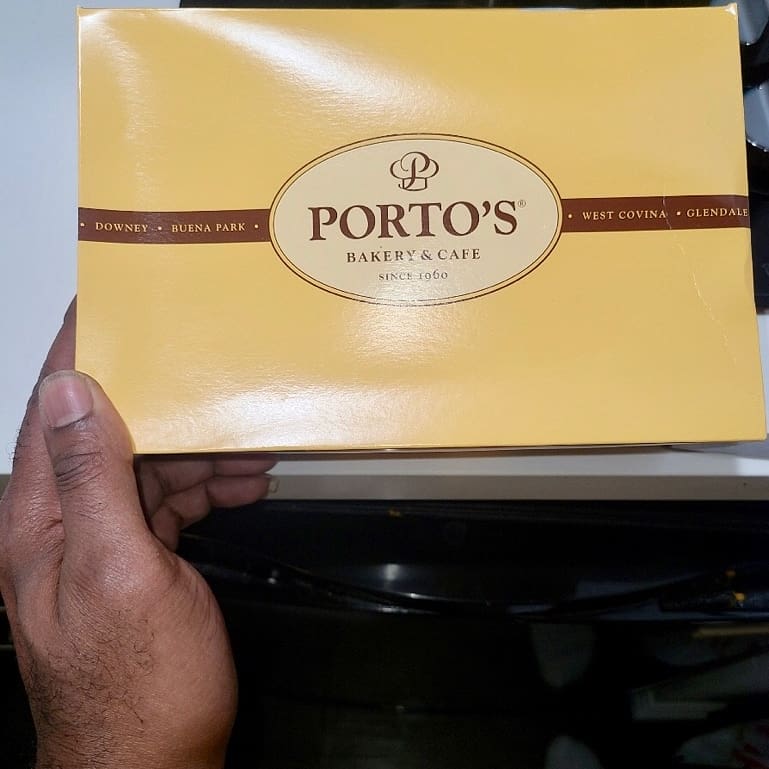 • DOWNEY • BUENA PARK •
P
PORTO'S®
BAKERY & CAFE
SINCE 1960
• WEST COVINA • GLENDALE